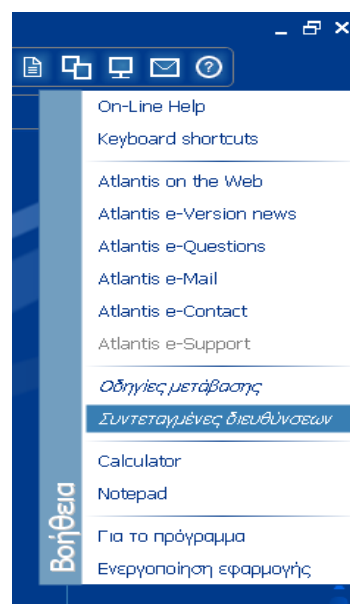 On-Line Help
Keyboard shortcuts
Atlantis on the Web
Atlantis e-Version news
Atlantis e-Questions
Atlantis e-Mail
Atlantis e-Contact
Atlantis e-Support
Οδηγίες μετάβασης
Συντεταγμένες διευθύνσεων
Calculator
Notepad
Για το πρόγραμμα
Ενεργοποίηση εφαρμογής
Βοήθεια